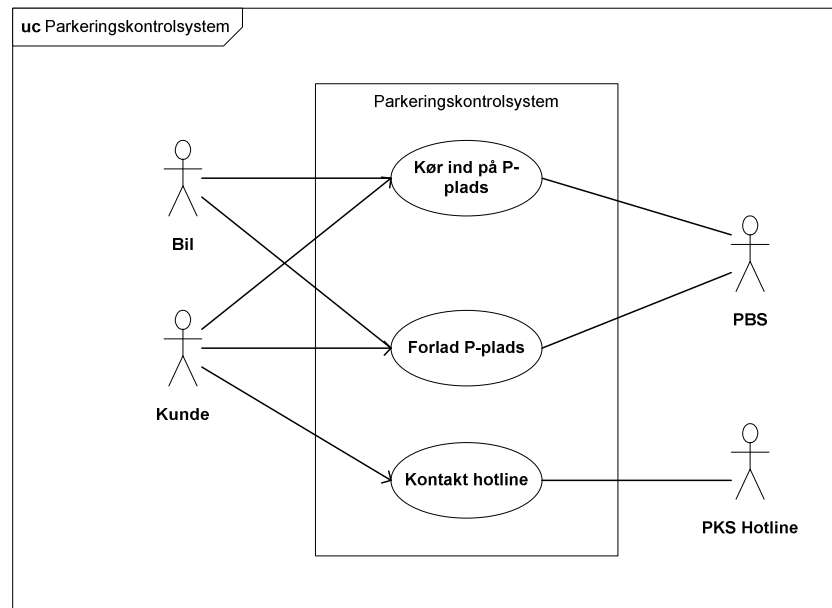 uc Parkeringskontrolsystem
Parkeringskontrolsystem
Kør ind på P-
plads
Bil
PBS
Forlad P-plads
Kunde
Kontakt hotline
PKS Hotline